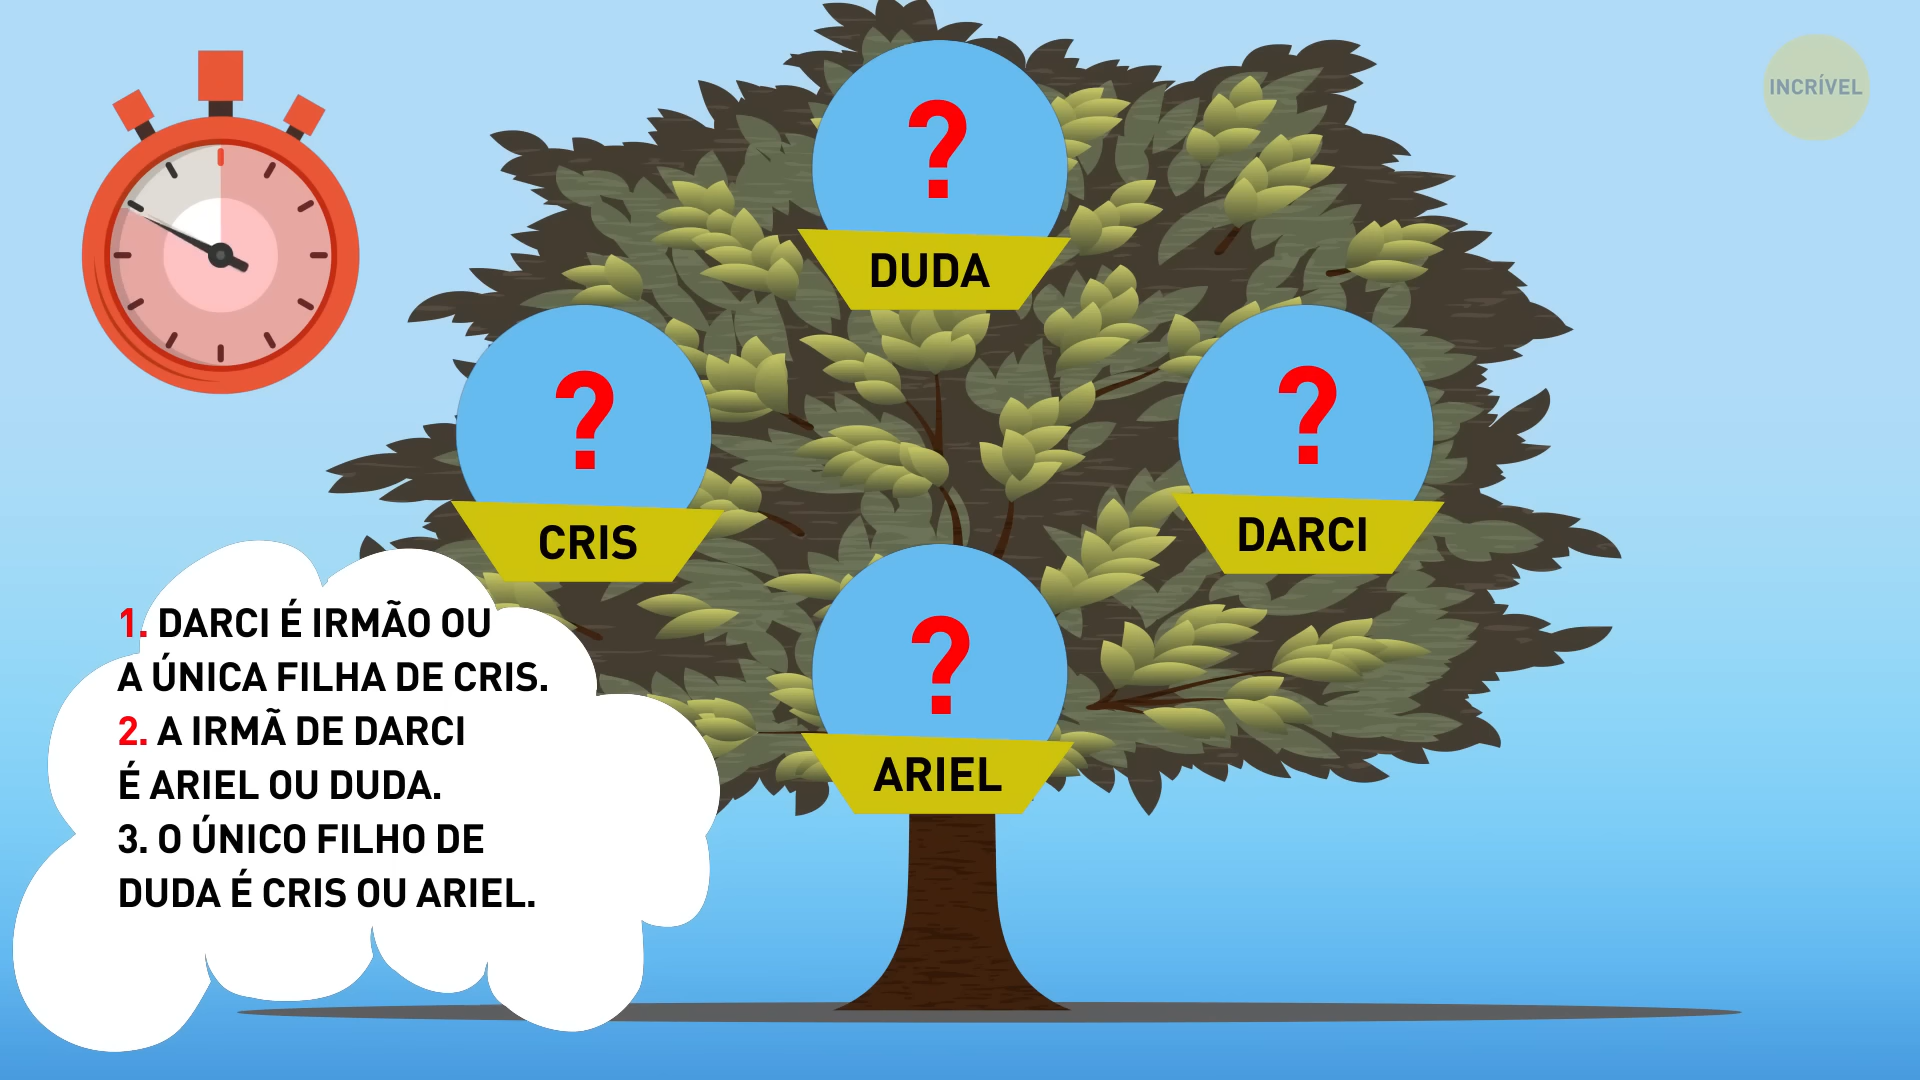 INCRÍVEL
?
DUDA
?
CRIS
?
DARCI
?
ARIEL
1. DARCI É IRMÃO OU
A ÚNICA FILHA DE CRIS.
2. A IRMÃ DE DARCI
É ARIEL OU DUDA.
3. O ÚNICO FILHO DE
DUDA É CRIS OU ARIEL.